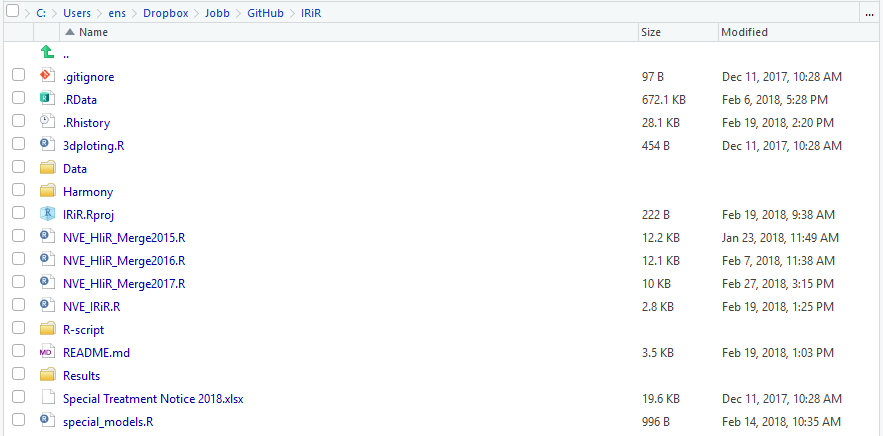 C: Users ens Dropbox Jobb GitHub IRiR ...
Name Size Modified
..
.gitignore 97 B Dec 11, 2017, 10:28 AM
.RData 672.1 KB Feb 6, 2018, 5:28 PM
.Rhistory 28.1 KB Feb 19, 2018, 2:20 PM
3dploting.R 454 B Dec 11, 2017, 10:28 AM
Data
Harmony
IRiR.Rproj 222 B Feb 19, 2018, 9:38 AM
NVE_HIiR_Merge2015.R 12.2 KB Jan 23, 2018, 11:49 AM
NVE_HIiR_Merge2016.R 12.1 KB Feb 7, 2018, 11:38 AM
NVE_HIiR_Merge2017.R 10 KB Feb 27, 2018, 3:15 PM
NVE_IRiR.R 2.8 KB Feb 19, 2018, 1:25 PM
R-script
MD README.md 3.5 KB Feb 19, 2018, 1:03 PM
Results
Special Treatment Notice 2018.xlsx 19.6 KB Dec 11, 2017, 10:28 AM
special_models.R 996 B Feb 14, 2018, 10:35 AM